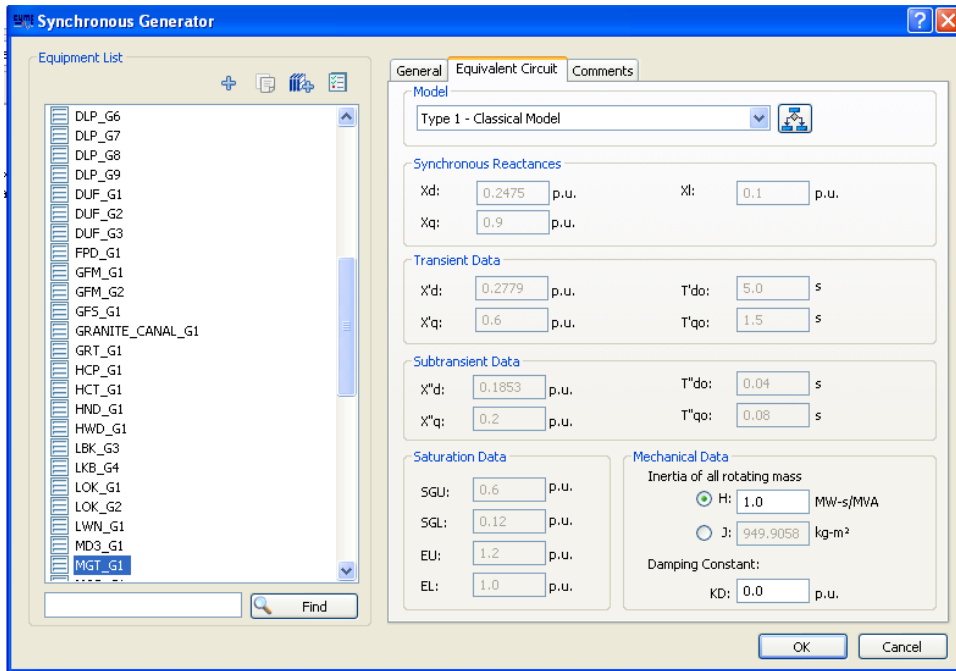 CYME Synchronous Generator
Equipment List
DLP_G6
DLP_G7
DLP_G8
DLP_G9
DUF_G1
DUF_G2
DUF_G3
FPD_G1
GFM_G1
GFM_G2
GFS_G1
GRANITE_CANAL_G1
GRT_G1
HCP_G1
HCT_G1
HND_G1
HWD_G1
LBK_G3
LKB_G4
LOK_G1
LOK_G2
LWN_G1
MD3_G1
MGT_G1
Find
General Equivalent Circuit Comments
Model
Type 1 - Classical Model
Synchronous Reactances
Xd: 0.2475 p.u. Xl: 0.1 p.u.
Xq: 0.9 p.u.
Transient Data
X'd: 0.2779 p.u. T'do: 5.0 s
X'q: 0.6 p.u. T'qo: 1.5 s
Subtransient Data
X"d: 0.1853 p.u. T"do: 0.04 s
X"q: 0.2 p.u. T"qo: 0.08 s
Saturation Data
SGU: 0.6 p.u.
SGL: 0.12 p.u.
EU: 1.2 p.u.
EL: 1.0 p.u.
Mechanical Data
Inertia of all rotating mass
H: 1.0 MW-s/MVA
J: 949.9058 kg-m²
Damping Constant:
KD: 0.0 p.u.
OK Cancel